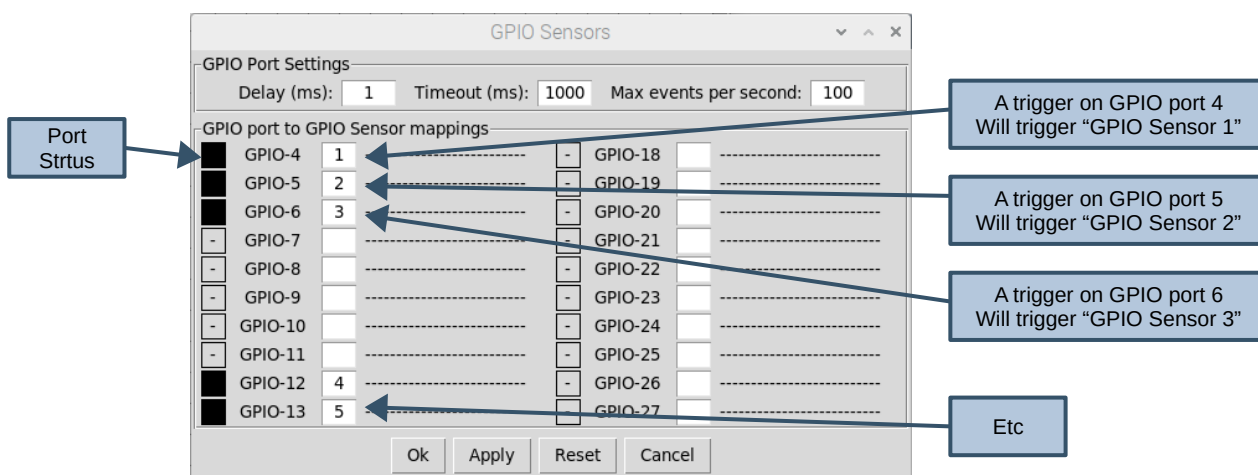 GPIO Sensors
GPIO Port Settings
Delay (ms): 1 Timeout (ms): 1000 Max events per second: 100
GPIO port to GPIO Sensor mappings
GPIO-4 1 ----------------------- - GPIO-18 -----------------------
GPIO-5 2 ----------------------- - GPIO-19 -----------------------
GPIO-6 3 ----------------------- - GPIO-20 -----------------------
- GPIO-7 ----------------------- - GPIO-21 -----------------------
- GPIO-8 ----------------------- - GPIO-22 -----------------------
- GPIO-9 ----------------------- - GPIO-23 -----------------------
- GPIO-10 ----------------------- - GPIO-24 -----------------------
- GPIO-11 ----------------------- - GPIO-25 -----------------------
GPIO-12 4 ----------------------- - GPIO-26 -----------------------
GPIO-13 5 ----------------------- - GPIO-27 -----------------------
Ok Apply Reset Cancel
Port
Strtus
A trigger on GPIO port 4
Will trigger “GPIO Sensor 1”
A trigger on GPIO port 5
Will trigger “GPIO Sensor 2”
A trigger on GPIO port 6
Will trigger “GPIO Sensor 3”
Etc